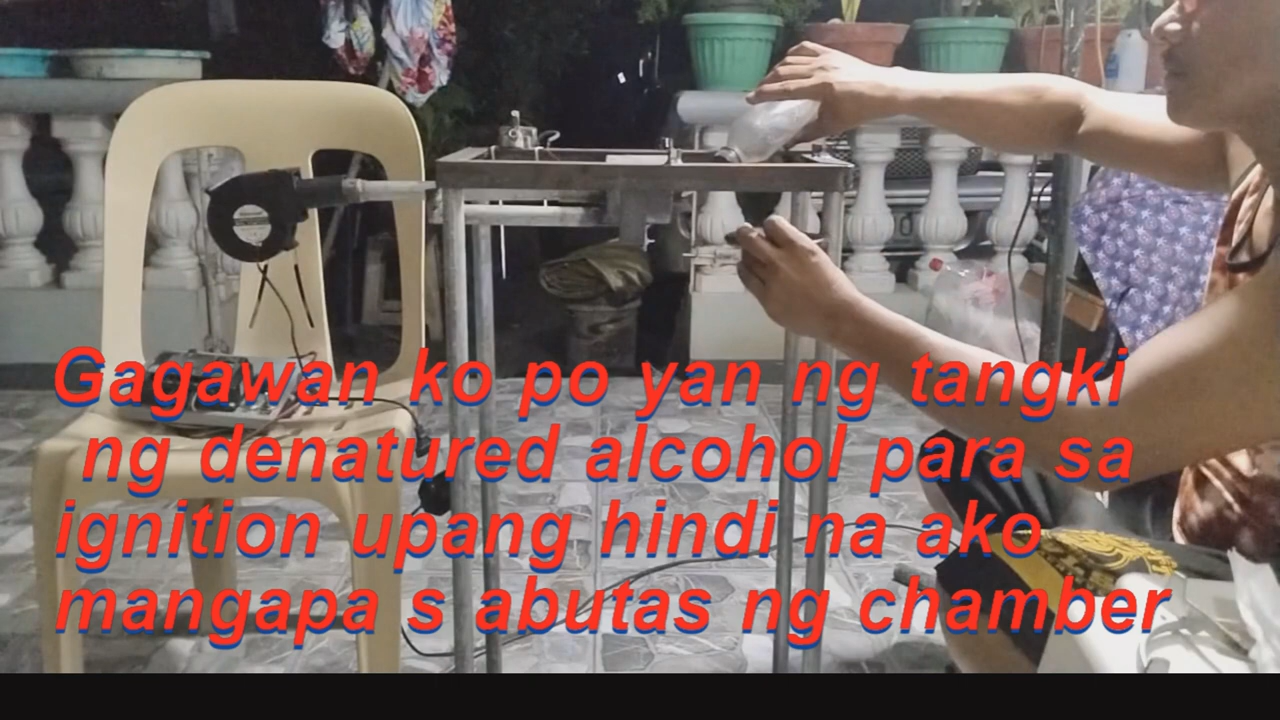 Gagawan ko po yan ng tangki
ng denatured alcohol para sa
ignition upang hindi na ako
mangapa s abutas ng chamber